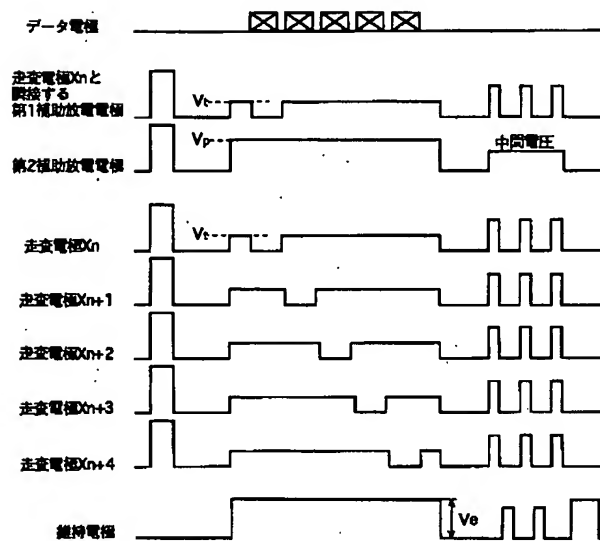 データ電極
走査電極Xnと
隣接する
第1補助放電電極
Vt
第2補助放電電極
Vp
中間電圧
走査電極Xn
Vt
走査電極Xn+1
走査電極Xn+2
走査電極Xn+3
走査電極Xn+4
維持電極
Ve